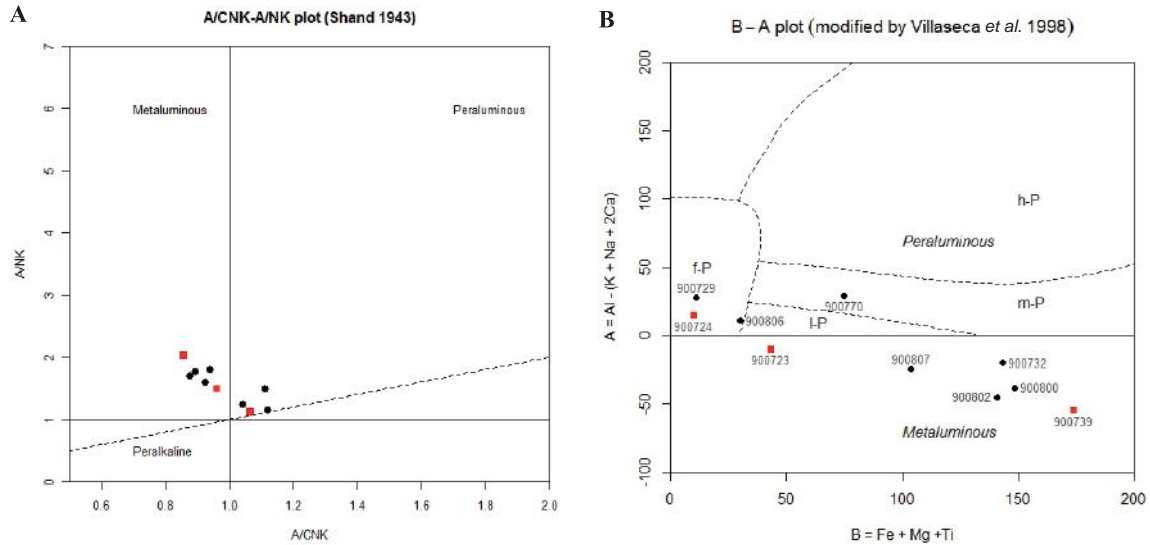 A
A/CNK-A/NK plot (Shand 1943)
7
6
5
4
3
2
1
0
A/NK
Metaluminous
Peraluminous
Peralkaline
0.6
0.8
1.0
1.2
1.4
1.6
1.8
2.0
A/CNK
B
B – A plot (modified by Villaseca et al. 1998)
200
150
100
50
0
-50
-100
A = Al - (K + Na + 2Ca)
h-P
Peraluminous
f-P
900729
900770
m-P
900724
900806
l-P
900723
900807
900732
900802
900800
900739
Metaluminous
0
50
100
150
200
B = Fe + Mg +Ti